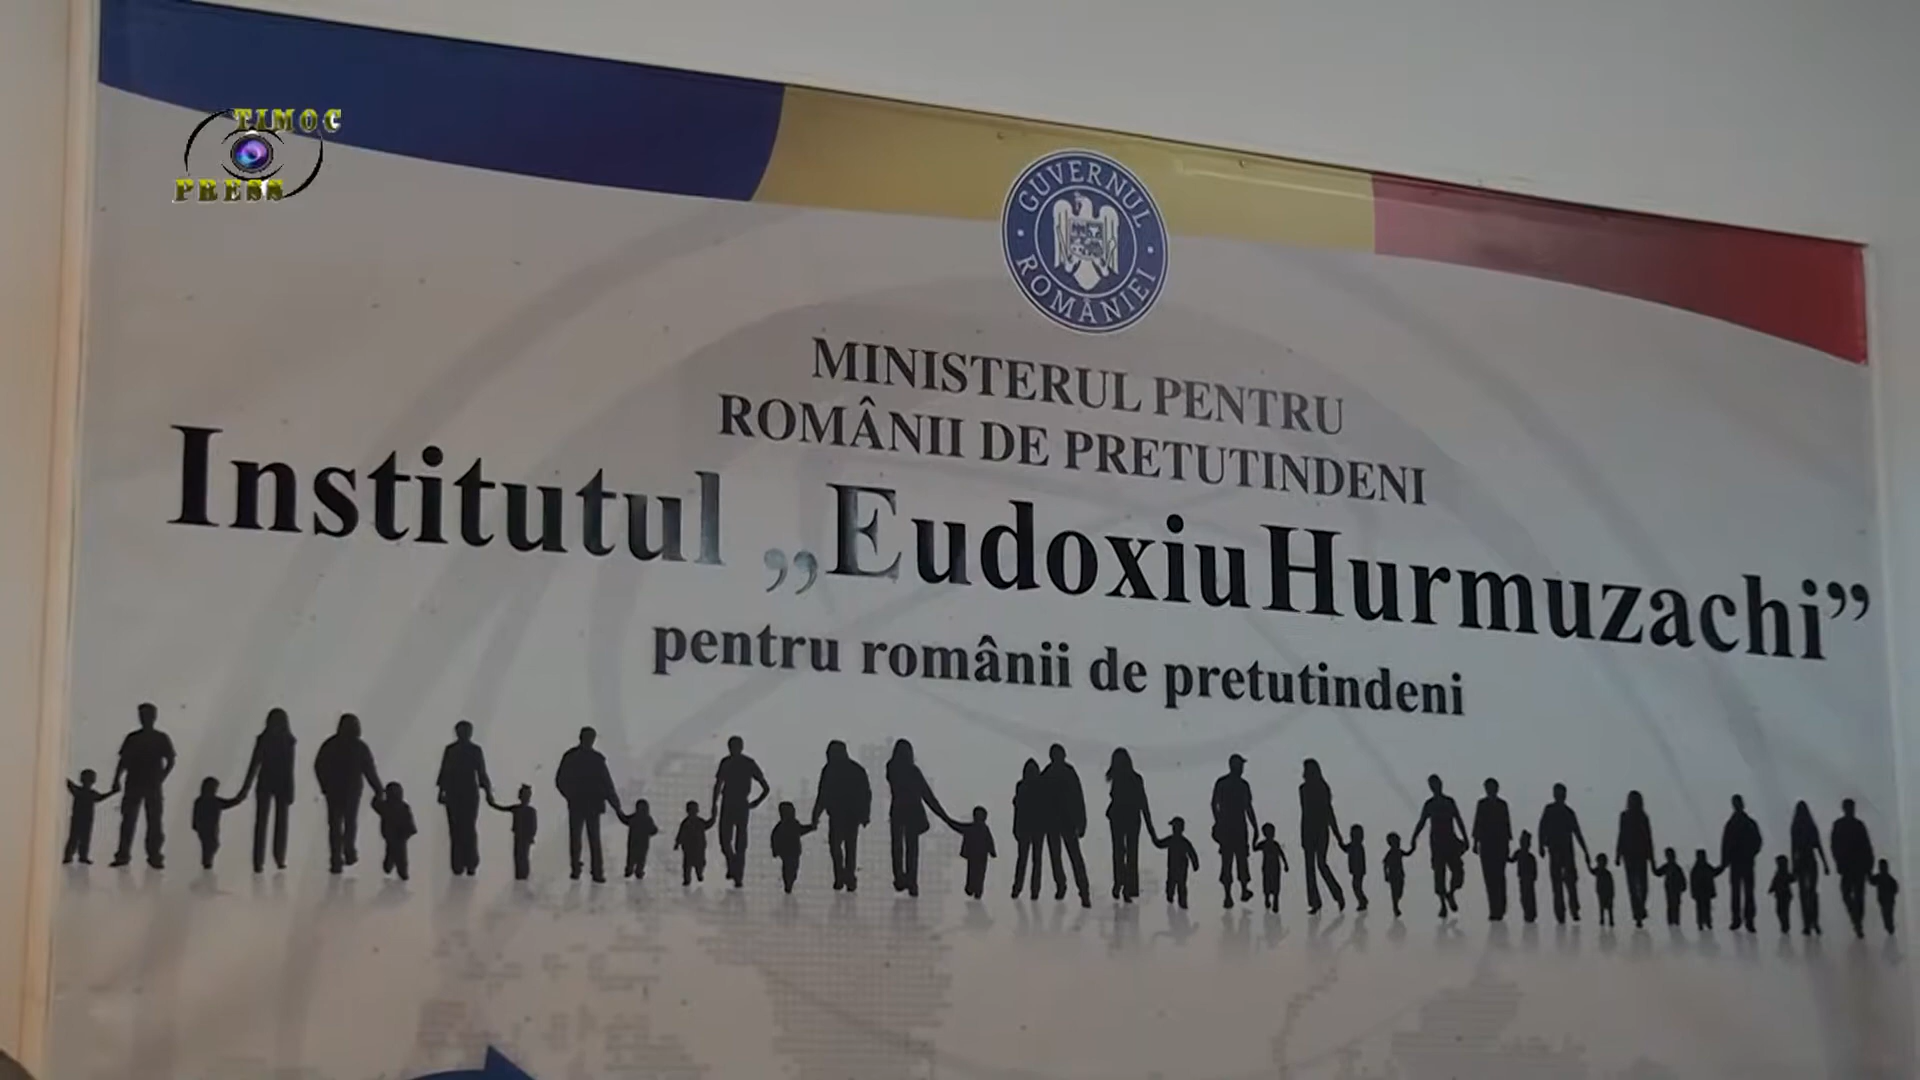 TIMOC
PRESS
GUVERNUL
ROMÂNIEI
MINISTERUL PENTRU
ROMÂNII DE PRETUTINDENI
Institutul „Eudoxiu Hurmuzachi”
pentru românii de pretutindeni